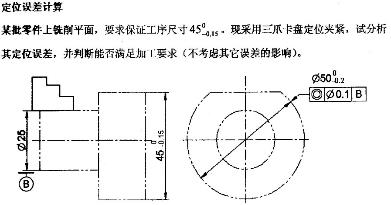 定位误差计算
某批零件上铣削平面，要求保证工序尺寸 45⁰₋₀.₁₅。现采用三爪卡盘定位夹紧，试分析
其定位误差，并判断能否满足加工要求（不考虑其它误差的影响）。
Ø50⁰₋₀.₂
◎ Ø0.1 B
Ø25
45⁰₋₀.₁₅
B